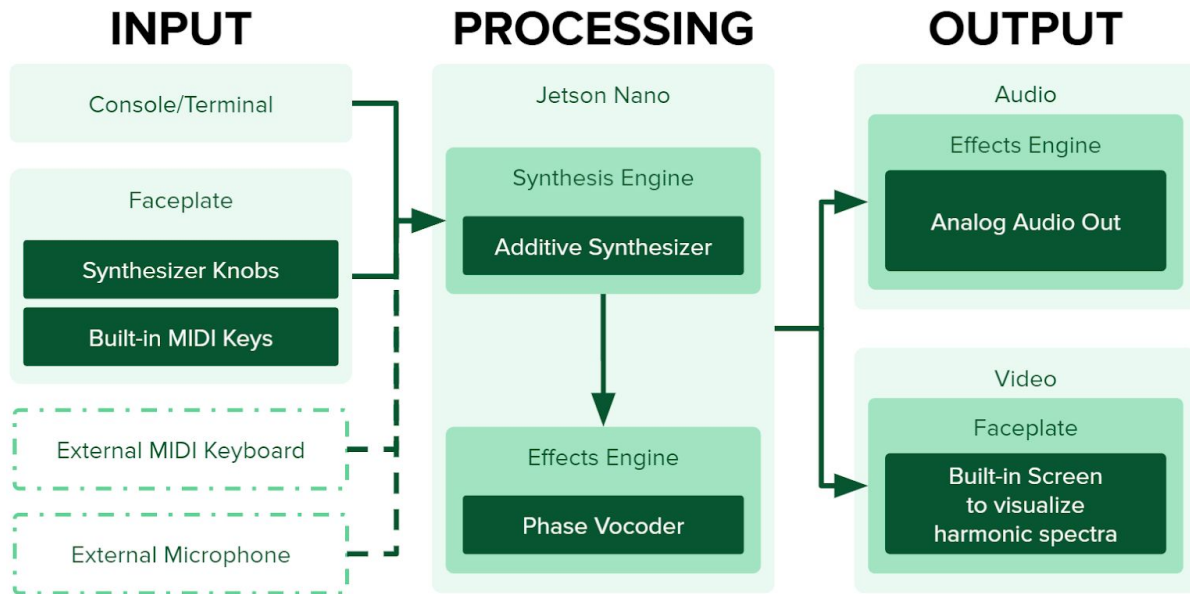 INPUT
Console/Terminal
Faceplate
Synthesizer Knobs
Built-in MIDI Keys
External MIDI Keyboard
External Microphone
PROCESSING
Jetson Nano
Synthesis Engine
Additive Synthesizer
Effects Engine
Phase Vocoder
OUTPUT
Audio
Effects Engine
Analog Audio Out
Video
Faceplate
Built-in Screen
to visualize
harmonic spectra